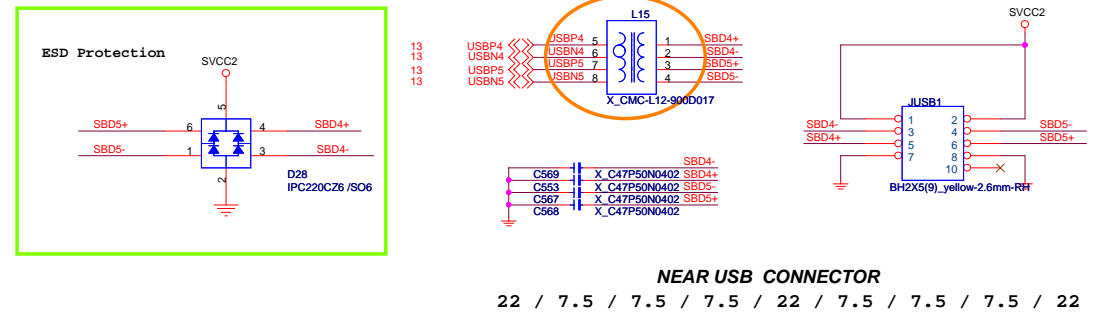 ESD Protection
SVCC2
5
SBD5+ 6 4 SBD4+
SBD5- 1 3 SBD4-
2
D28
IPC220CZ6 /SO6
L15
13 USBP4 5 1 SBD4+
13 USBN4 6 2 SBD4-
13 USBP5 7 3 SBD5+
13 USBN5 8 4 SBD5-
X_CMC-L12-900D017
SBD4-
C569 X_C47P50N0402 SBD4+
C553 X_C47P50N0402 SBD5-
C567 X_C47P50N0402 SBD5+
C568 X_C47P50N0402
SVCC2
JUSB1
1 2
SBD4- 3 4 SBD5-
SBD4+ 5 6 SBD5+
7 8
10
BH2X5(9)_yellow-2.6mm-RH
NEAR USB CONNECTOR
22 / 7.5 / 7.5 / 7.5 / 22 / 7.5 / 7.5 / 7.5 / 22